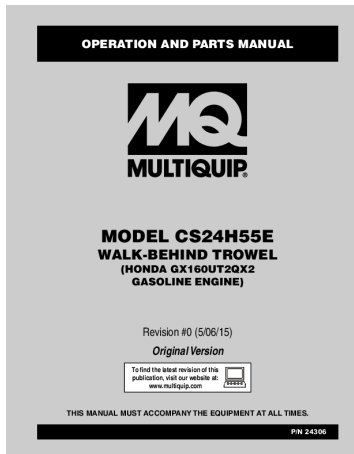 OPERATION AND PARTS MANUAL
MQ
MULTIQUIP®
MODEL CS24H55E
WALK-BEHIND TROWEL
(HONDA GX160UT2QX2
GASOLINE ENGINE)
Revision #0 (5/06/15)
Original Version
To find the latest revision of this
publication, visit our website at:
www.multiquip.com
THIS MANUAL MUST ACCOMPANY THE EQUIPMENT AT ALL TIMES.
P/N 24306